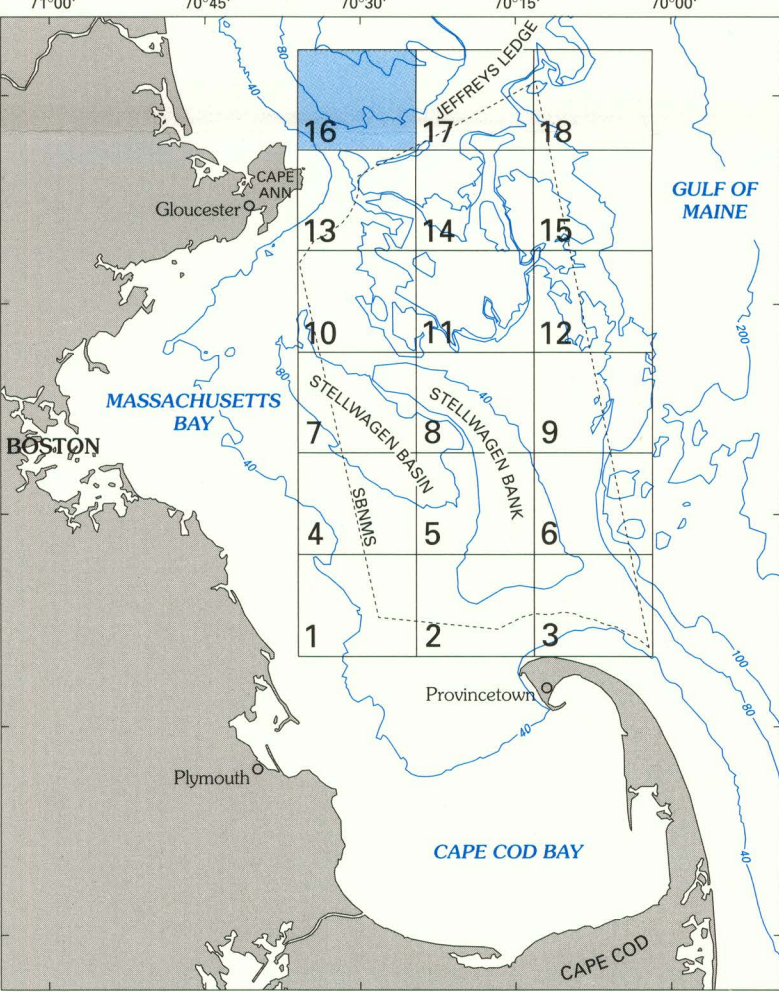 71°00'
70°45'
70°30'
70°15'
70°00'
80
40
JEFFREYS LEDGE
16
17
18
CAPE
ANN
Gloucester
GULF OF
MAINE
13
14
15
200
10
11
12
80
40
MASSACHUSETTS
BAY
STELLWAGEN BASIN
STELLWAGEN BANK
BOSTON
7
8
9
40
SBNMS
4
5
6
1
2
3
100
Provincetown
80
40
Plymouth
CAPE COD BAY
40
CAPE COD